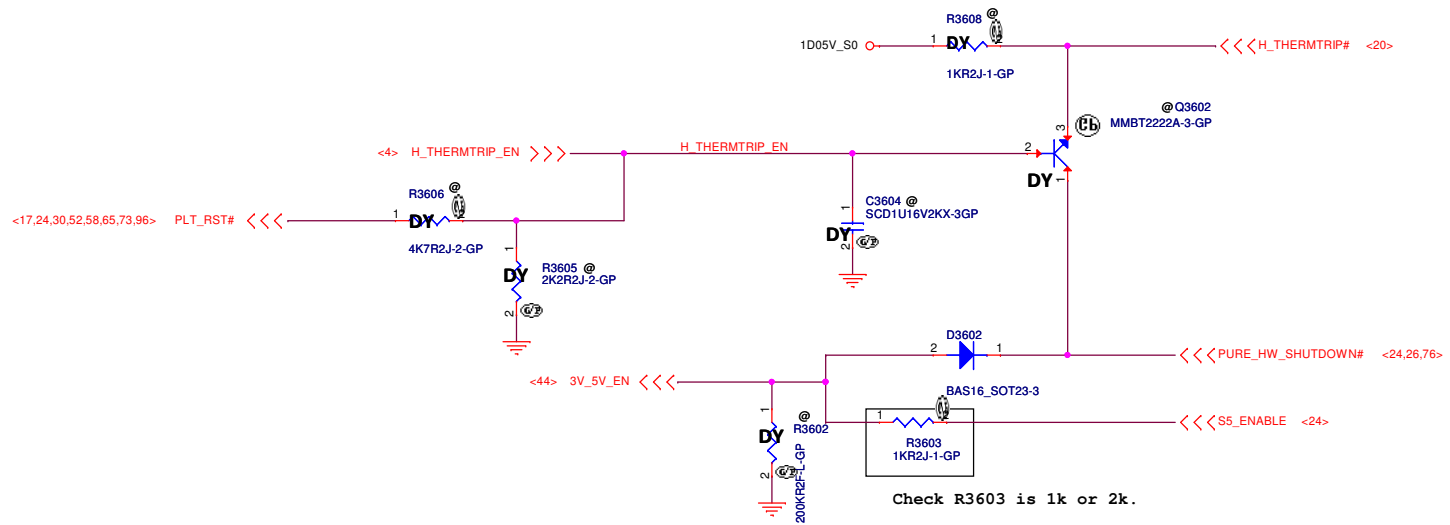 R3608 @
1D05V_S0 1 DY 2 H_THERMTRIP# <20>
1KR2J-1-GP
@ Q3602
MMBT2222A-3-GP
3
<4> H_THERMTRIP_EN H_THERMTRIP_EN 2
DY 1
R3606 @
<17,24,30,52,58,65,73,96> PLT_RST# 1 DY 2
4K7R2J-2-GP
C3604 @
SCD1U16V2KX-3GP
1
DY
2
1
R3605 @
DY 2K2R2J-2-GP
2
D3602
2 1 PURE_HW_SHUTDOWN# <24,26,76>
BAS16_SOT23-3
<44> 3V_5V_EN
1
@
R3602
DY
2
200KR2F-L-GP
1 2 S5_ENABLE <24>
R3603
1KR2J-1-GP
Check R3603 is 1k or 2k.